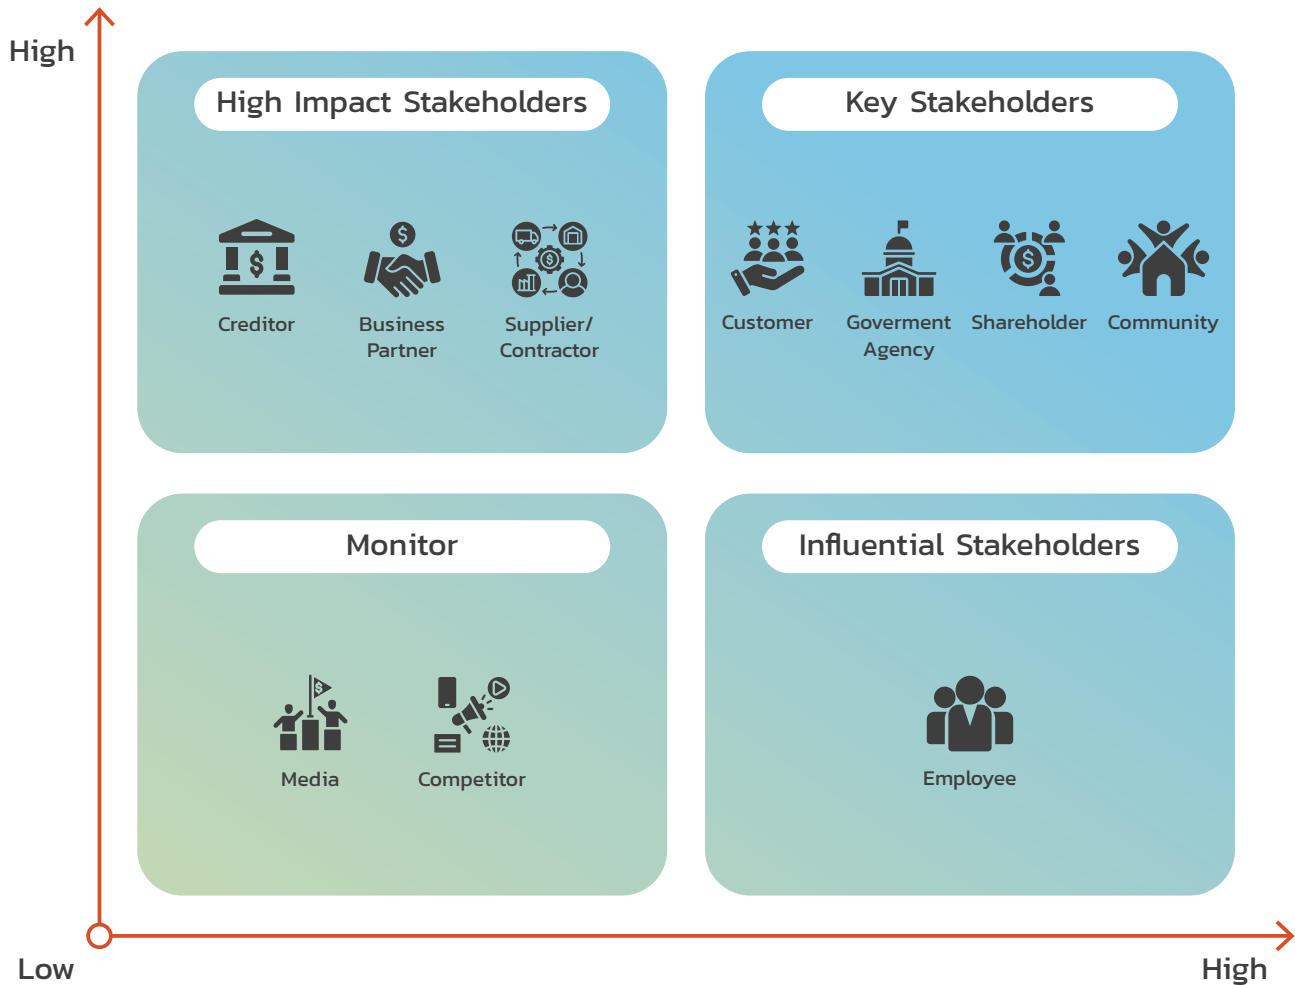 High
High Impact Stakeholders
Creditor
Business
Partner
Supplier/
Contractor
Key Stakeholders
Customer
Goverment
Agency
Shareholder
Community
Monitor
Media
Competitor
Influential Stakeholders
Employee
Low
High